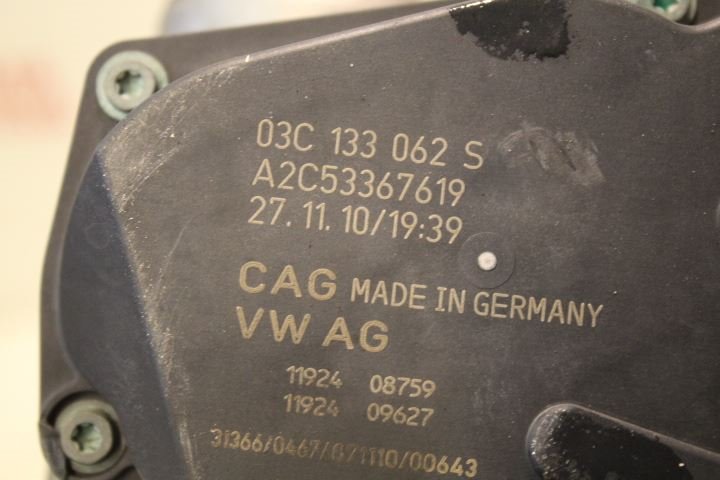 03C 133 062 S
A2C53367619
27. 11. 10/19:39
CAG MADE IN GERMANY
VW AG
11924 08759
11924 09627
31366/0467/071110/00643